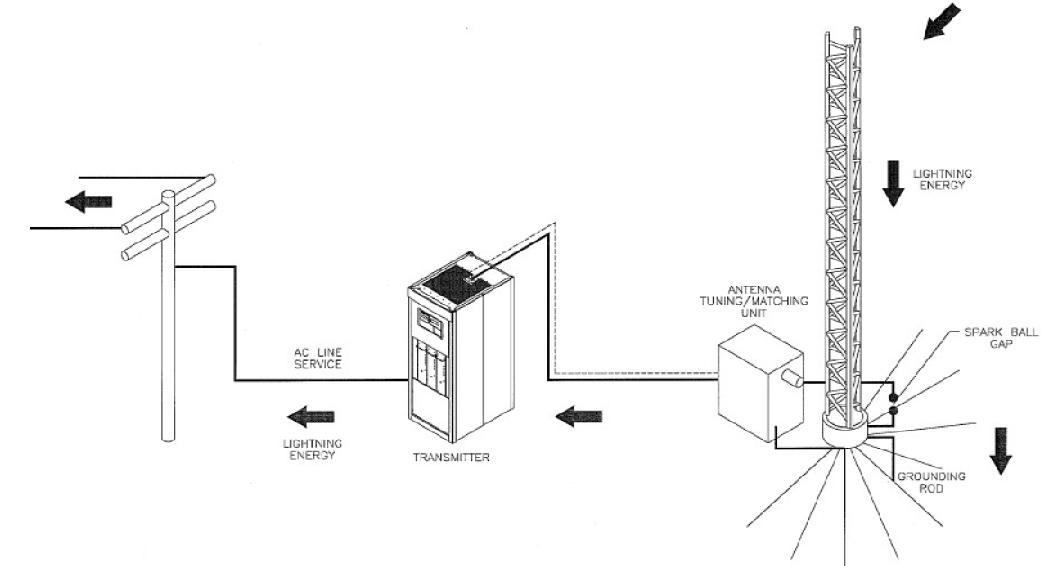 LIGHTNING
ENERGY
ANTENNA
TUNING/MATCHING
UNIT
SPARK BALL
GAP
AC LINE
SERVICE
LIGHTNING
ENERGY
TRANSMITTER
GROUNDING
ROD